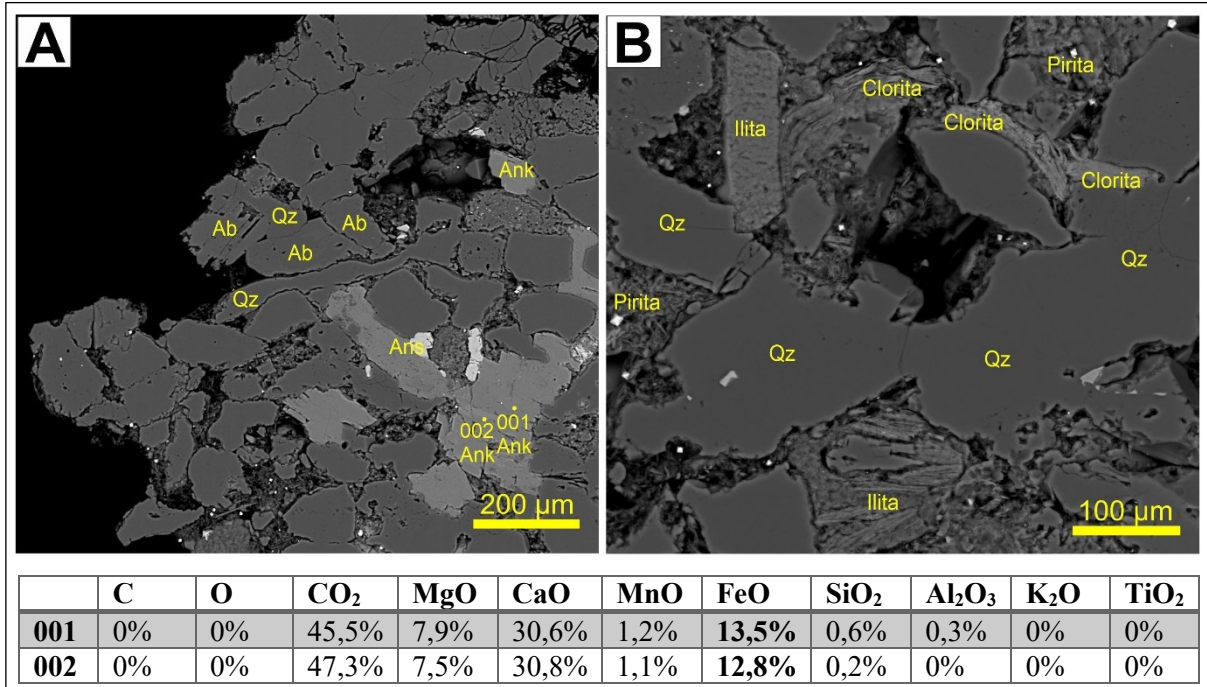 A
Ank
Qz
Ab
Ab
Ab
Qz
Ans
002 001
Ank Ank
200 µm
B
Pirita
Clorita
Clorita
Ilita
Clorita
Qz
Qz
Pirita
Qz
Qz
Ilita
100 µm
C O CO₂ MgO CaO MnO FeO SiO₂ Al₂O₃ K₂O TiO₂
001 0% 0% 45,5% 7,9% 30,6% 1,2% 13,5% 0,6% 0,3% 0% 0%
002 0% 0% 47,3% 7,5% 30,8% 1,1% 12,8% 0,2% 0% 0% 0%